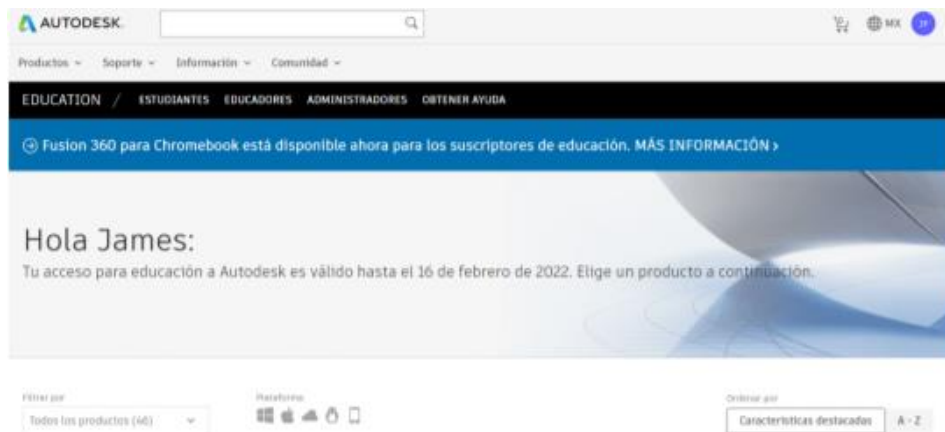 AUTODESK
MX
Productos Soporte Información Comunidad
EDUCATION / ESTUDIANTES EDUCADORES ADMINISTRADORES OBTENER AYUDA
Fusion 360 para Chromebook está disponible ahora para los suscriptores de educación. MÁS INFORMACIÓN >
Hola James:
Tu acceso para educación a Autodesk es válido hasta el 16 de febrero de 2022. Elige un producto a continuación.
Filtrar por Plataforma Ordenar por
Todos los productos (46) Características destacadas A - Z